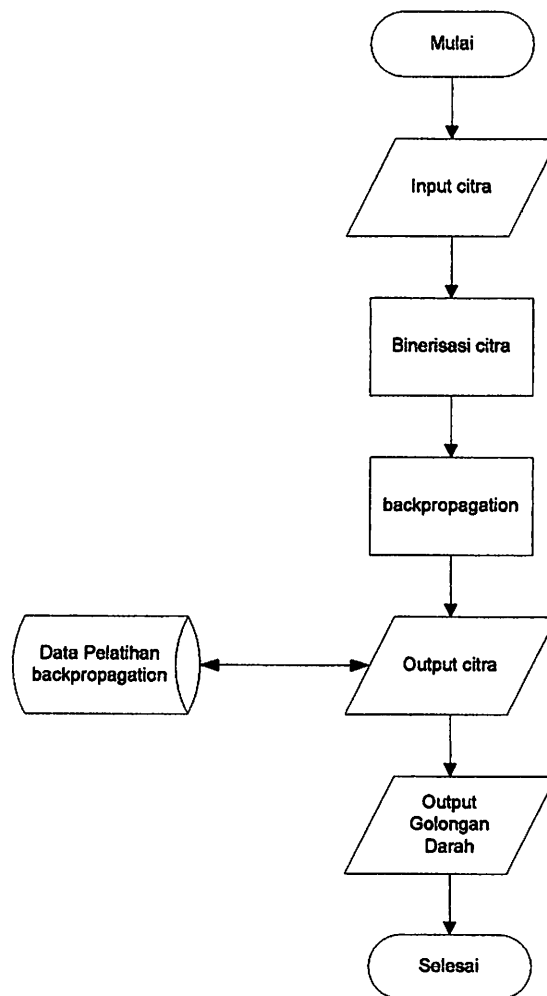 Mulai
Input citra
Binerisasi citra
backpropagation
Data Pelatihan
backpropagation
Output citra
Output
Golongan
Darah
Selesai